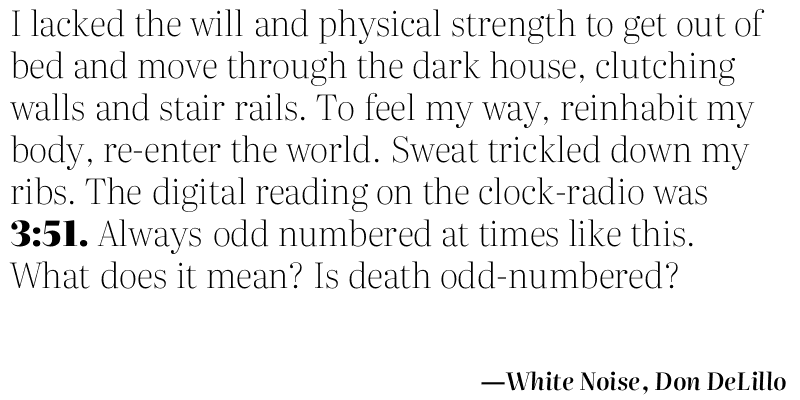 I lacked the will and physical strength to get out of
bed and move through the dark house, clutching
walls and stair rails. To feel my way, reinhabit my
body, re-enter the world. Sweat trickled down my
ribs. The digital reading on the clock-radio was
3:51. Always odd numbered at times like this.
What does it mean? Is death odd-numbered?
—White Noise, Don DeLillo